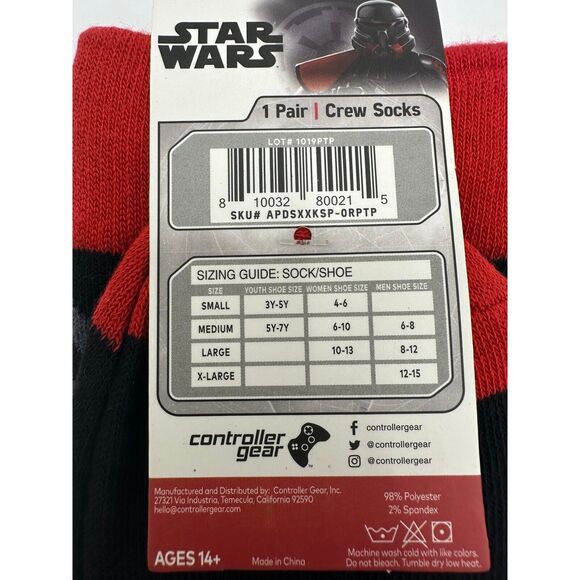 STAR
WARS
1 Pair | Crew Socks
LOT# 1019PTP
8 10032 80021 5
SKU# APDSXXKSP-0RPTP
SIZING GUIDE: SOCK/SHOE
SIZE YOUTH SHOE SIZE WOMEN SHOE SIZE MEN SHOE SIZE
SMALL 3Y-5Y 4-6
MEDIUM 5Y-7Y 6-10 6-8
LARGE 10-13 8-12
X-LARGE 12-15
controller
gear™
controllergear
@controllergear
@controllergear
Manufactured and Distributed by: Controller Gear, Inc.
27321 Via Industria, Temecula, California 92590
hello@controllergear.com
98% Polyester
2% Spandex
Machine wash cold with like colors.
Do not bleach. Tumble dry low heat.
AGES 14+
Made in China